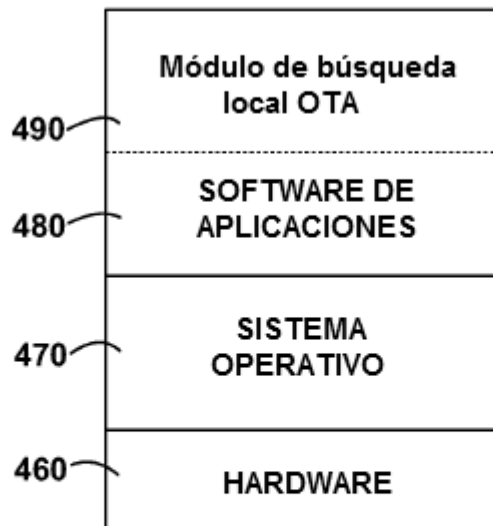 Módulo de búsqueda
local OTA
490
SOFTWARE DE
APLICACIONES
480
SISTEMA
OPERATIVO
470
HARDWARE
460